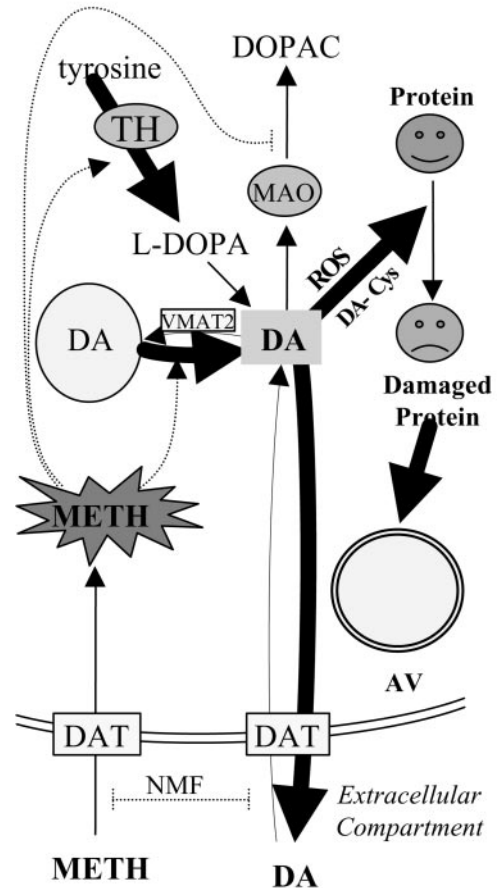 DOPAC
tyrosine
Protein
TH
MAO
L-DOPA
ROS
DA- Cys
VMAT2
DA
DA
Damaged
Protein
METH
AV
DAT
DAT
NMF
Extracellular
Compartment
METH
DA